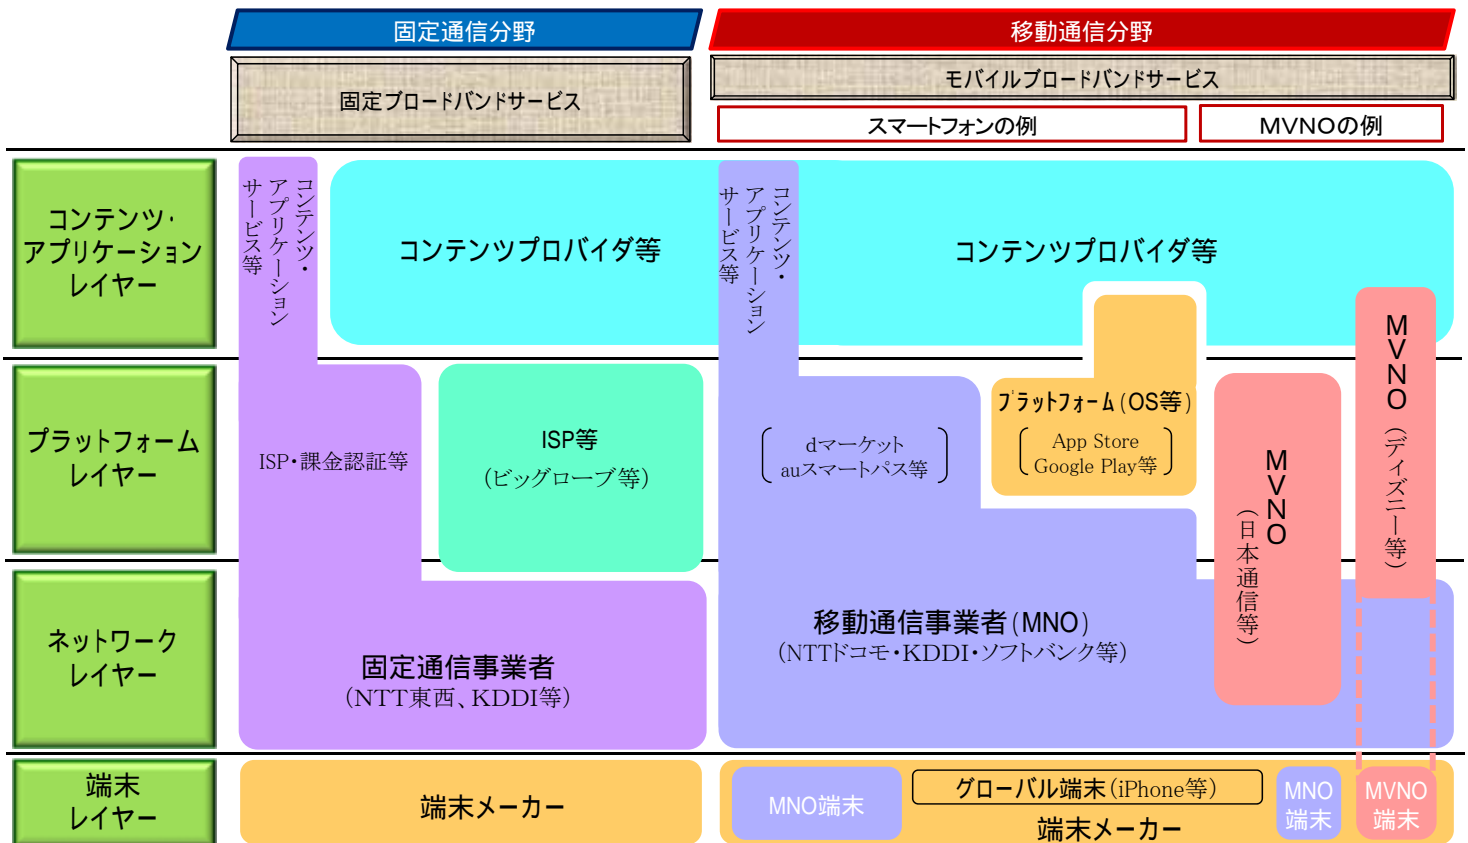 固定通信分野
移動通信分野
固定ブロードバンドサービス
モバイルブロードバンドサービス
スマートフォンの例
MVNOの例
コンテンツ・
アプリケーション
レイヤー
コンテンツ・
アプリケーション
サービス等
コンテンツプロバイダ等
コンテンツ・
アプリケーション
サービス等
コンテンツプロバイダ等
プラットフォーム
レイヤー
ISP・課金認証等
ISP等
(ビッグローブ等)
dマーケット
auスマートパス等
プラットフォーム(OS等)
App Store
Google Play等
MVNO
(日本通信等)
MVNO(ディズニー等)
ネットワーク
レイヤー
固定通信事業者
(NTT東西、KDDI等)
移動通信事業者(MNO)
(NTTドコモ・KDDI・ソフトバンク等)
端末
レイヤー
端末メーカー
MNO端末
グローバル端末(iPhone等)
端末メーカー
MNO
端末
MVNO
端末